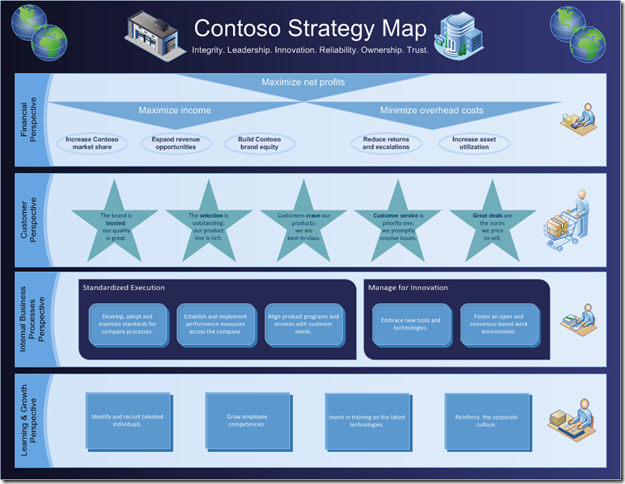 Contoso Strategy Map
Integrity. Leadership. Innovation. Reliability. Ownership. Trust.
Financial
Perspective
Maximize net profits
Maximize income
Minimize overhead costs
Increase Contoso
market share
Expand revenue
opportunities
Build Contoso
brand equity
Reduce returns
and escalations
Increase asset
utilization
Customer
Perspective
The brand is
trusted:
our quality
is great.
The selection is
outstanding:
our product
line is rich.
Customers crave our
products:
we are
best-in-class.
Customer service is
priority one:
we promptly
resolve issues.
Great deals are
the norm:
we price
to sell.
Internal Business
Processes
Perspective
Standardized Execution
Develop, adopt and
maintain standards for
company processes.
Establish and implement
performance measures
across the company.
Align product programs and
services with customer
needs.
Manage for Innovation
Embrace new tools and
technologies.
Foster an open and
consensus-based work
environment.
Learning & Growth
Perspective
Identify and recruit talented
individuals.
Grow employee
competencies.
Invest in training on the latest
technologies.
Reinforce the corporate
culture.